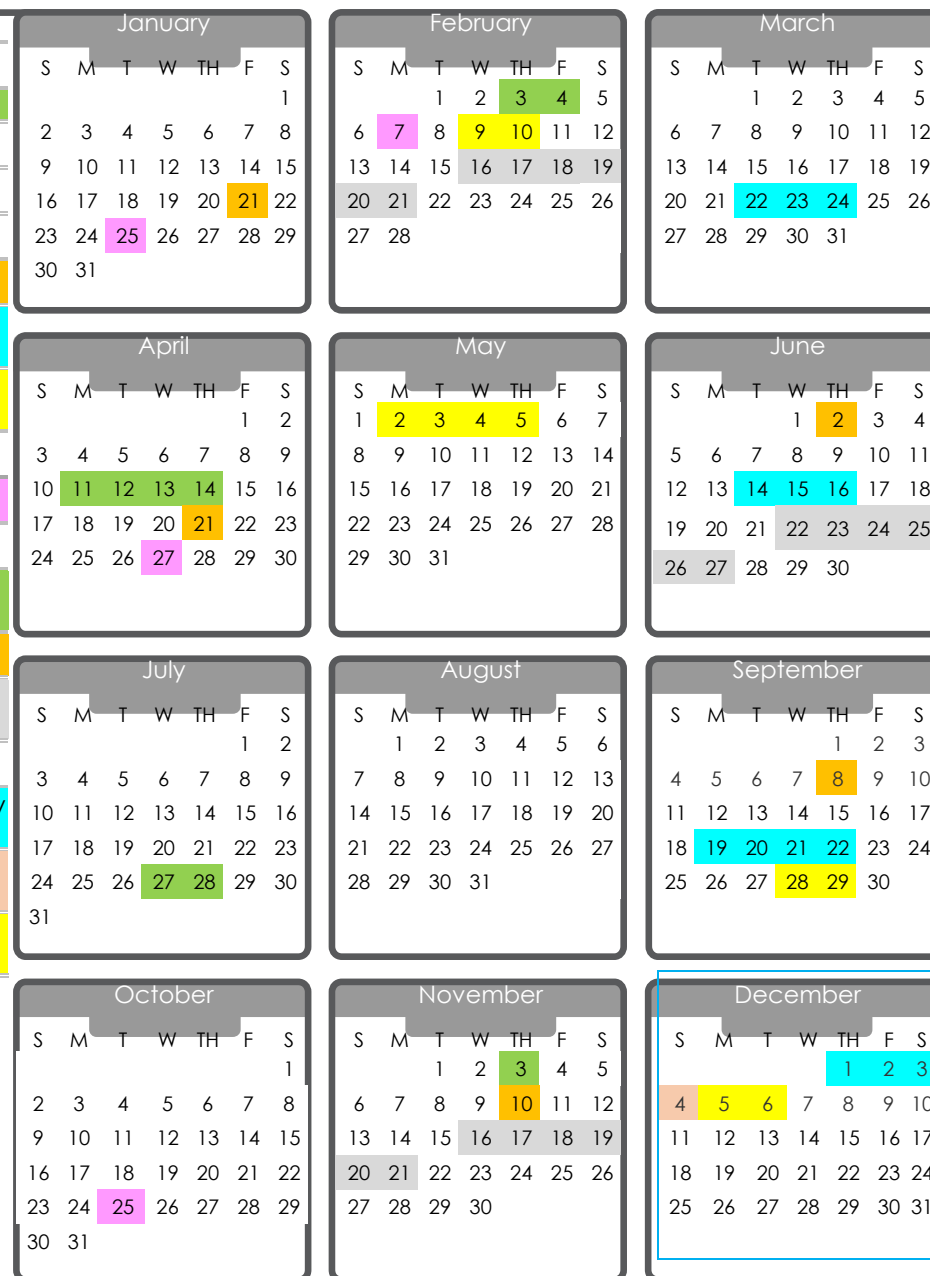 January February March
S M T W TH F S S M T W TH F S S M T W TH F S
1 1 2 3 4 5 1 2 3 4 5
2 3 4 5 6 7 8 6 7 8 9 10 11 12 6 7 8 9 10 11 12
9 10 11 12 13 14 15 13 14 15 16 17 18 19 13 14 15 16 17 18 19
16 17 18 19 20 21 22 20 21 22 23 24 25 26 20 21 22 23 24 25 26
23 24 25 26 27 28 29 27 28 27 28 29 30 31
30 31
April May June
S M T W TH F S S M T W TH F S S M T W TH F S
1 2 1 2 3 4 5 6 7 1 2 3 4
3 4 5 6 7 8 9 8 9 10 11 12 13 14 5 6 7 8 9 10 11
10 11 12 13 14 15 16 15 16 17 18 19 20 21 12 13 14 15 16 17 18
17 18 19 20 21 22 23 22 23 24 25 26 27 28 19 20 21 22 23 24 25
24 25 26 27 28 29 30 29 30 31 26 27 28 29 30
July August September
S M T W TH F S S M T W TH F S S M T W TH F S
1 2 1 2 3 4 5 6 1 2 3
3 4 5 6 7 8 9 7 8 9 10 11 12 13 4 5 6 7 8 9 10
10 11 12 13 14 15 16 14 15 16 17 18 19 20 11 12 13 14 15 16 17
17 18 19 20 21 22 23 21 22 23 24 25 26 27 18 19 20 21 22 23 24
24 25 26 27 28 29 30 28 29 30 31 25 26 27 28 29 30
31
October November December
S M T W TH F S S M T W TH F S S M T W TH F S
1 1 2 3 4 5 1 2 3
2 3 4 5 6 7 8 6 7 8 9 10 11 12 4 5 6 7 8 9 10
9 10 11 12 13 14 15 13 14 15 16 17 18 19 11 12 13 14 15 16 17
16 17 18 19 20 21 22 20 21 22 23 24 25 26 18 19 20 21 22 23 24
23 24 25 26 27 28 29 27 28 29 30 25 26 27 28 29 30 31
30 31